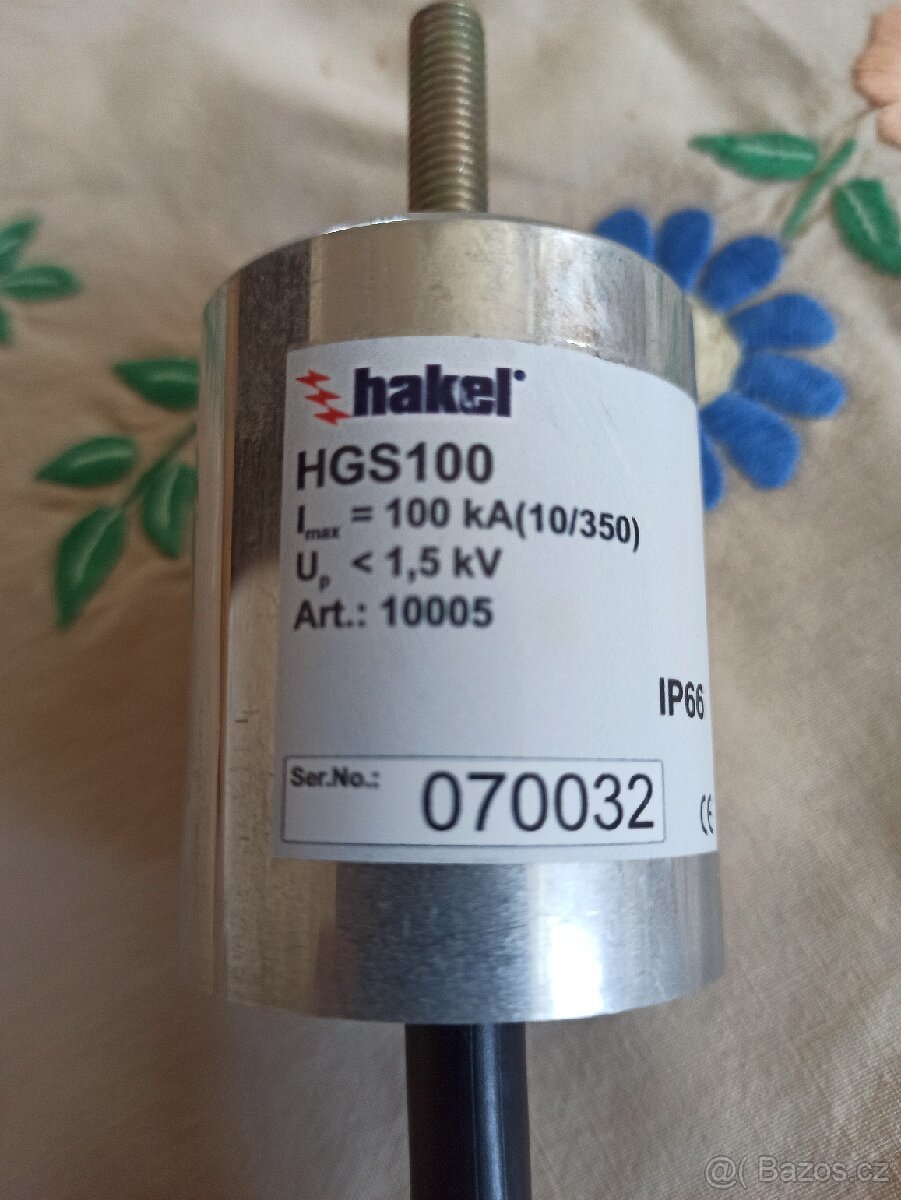 hakel
HGS100
Imax = 100 kA(10/350)
Up < 1,5 kV
Art.: 10005
IP66
Ser.No.: 070032
CE
@( Bazos.cz